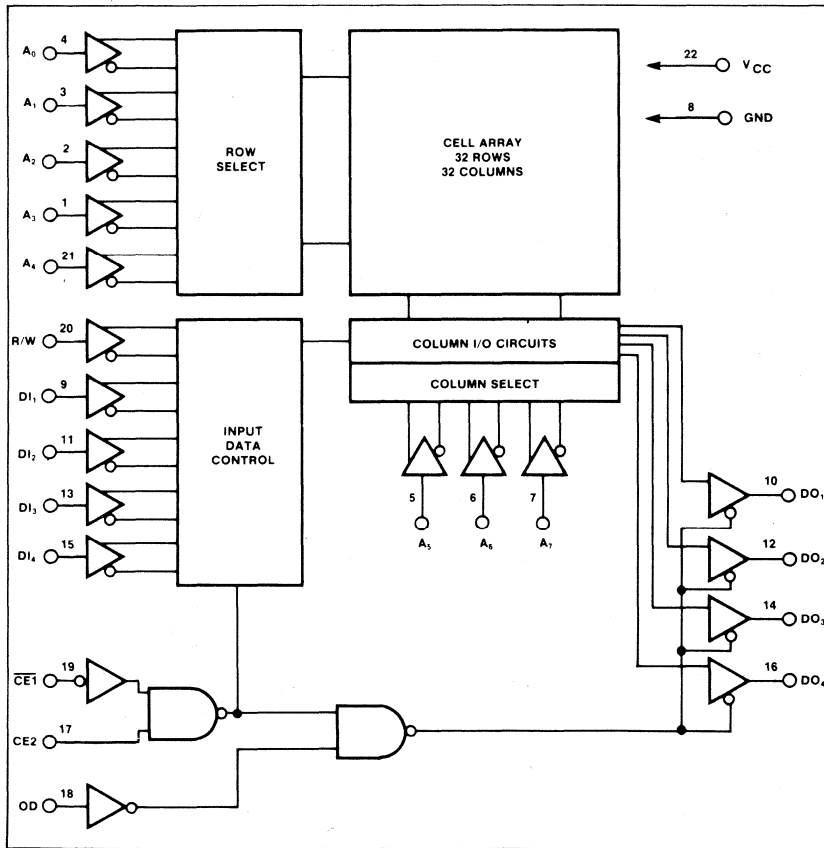 A₀ 4
A₁ 3
A₂ 2
A₃ 1
A₄ 21
ROW
SELECT
CELL ARRAY
32 ROWS
32 COLUMNS
22 V_CC
8 GND
R/W 20
DI₁ 9
DI₂ 11
DI₃ 13
DI₄ 15
INPUT
DATA
CONTROL
COLUMN I/O CIRCUITS
COLUMN SELECT
5 6 7
A₅ A₆ A₇
10 DO₁
12 DO₂
14 DO₃
16 DO₄
C̅E̅1̅ 19
CE2 17
OD 18